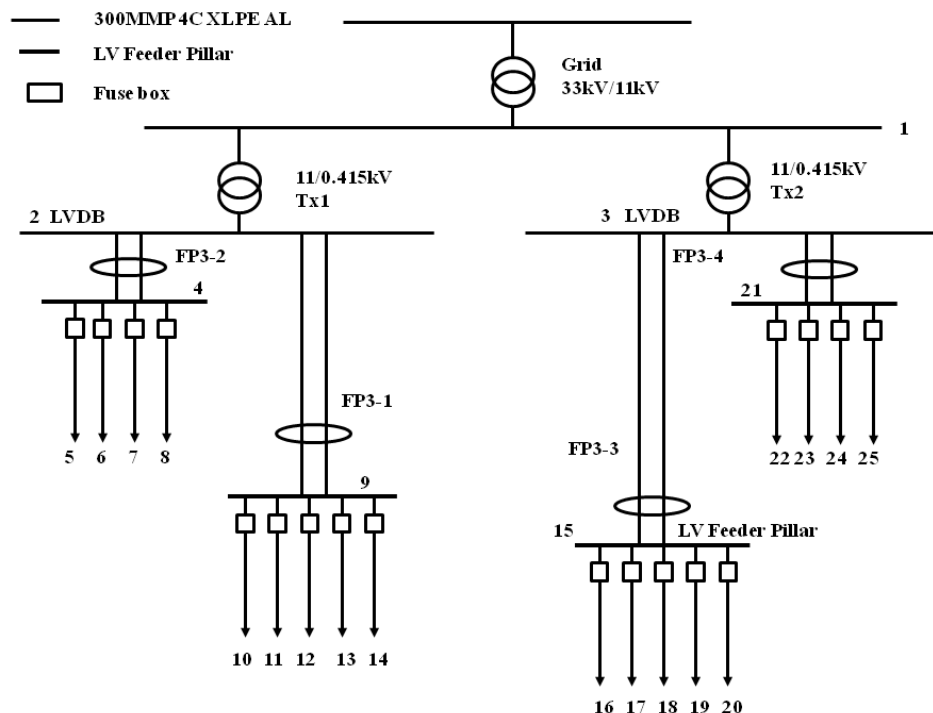 300MMP4C XLPE AL
LV Feeder Pillar
Fuse box
Grid
33kV/11kV
1
11/0.415kV
Tx1
11/0.415kV
Tx2
2 LVDB
3 LVDB
FP3-2
FP3-4
4
21
5 6 7 8
FP3-1
22 23 24 25
FP3-3
9
15
LV Feeder Pillar
10 11 12 13 14
16 17 18 19 20